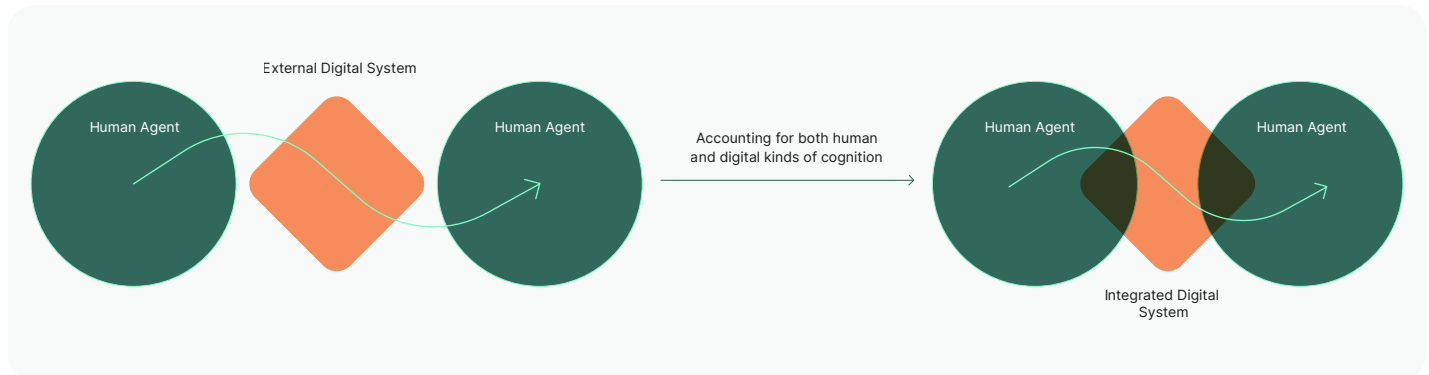 External Digital System
Human Agent
Human Agent
Accounting for both human
and digital kinds of cognition
Human Agent
Human Agent
Integrated Digital
System